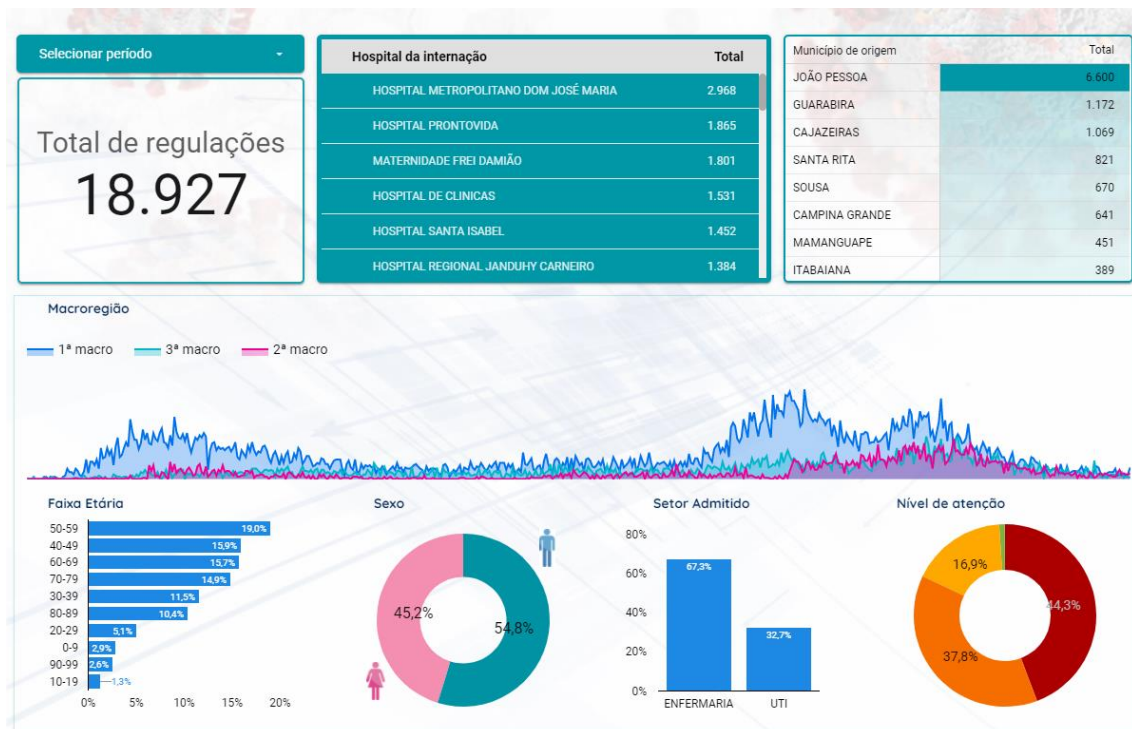 Selecionar período
Total de regulações
18.927
Hospital da internação Total
HOSPITAL METROPOLITANO DOM JOSÉ MARIA 2.968
HOSPITAL PRONTOVIDA 1.865
MATERNIDADE FREI DAMIÃO 1.801
HOSPITAL DE CLINICAS 1.531
HOSPITAL SANTA ISABEL 1.452
HOSPITAL REGIONAL JANDUHY CARNEIRO 1.384
Município de origem Total
JOÃO PESSOA 6.600
GUARABIRA 1.172
CAJAZEIRAS 1.069
SANTA RITA 821
SOUSA 670
CAMPINA GRANDE 641
MAMANGUAPE 451
ITABAIANA 389
Macroregião
1ª macro 3ª macro 2ª macro
Faixa Etária
50-59 19,0%
40-49 15,9%
60-69 15,7%
70-79 14,9%
30-39 11,5%
80-89 10,4%
20-29 5,1%
0-9 2,9%
90-99 2,6%
10-19 1,3%
0% 5% 10% 15% 20%
Sexo
45,2%
54,8%
Setor Admitido
80%
60%
40%
20%
0%
67,3%
32,7%
ENFERMARIA UTI
Nível de atenção
16,9%
44,3%
37,8%